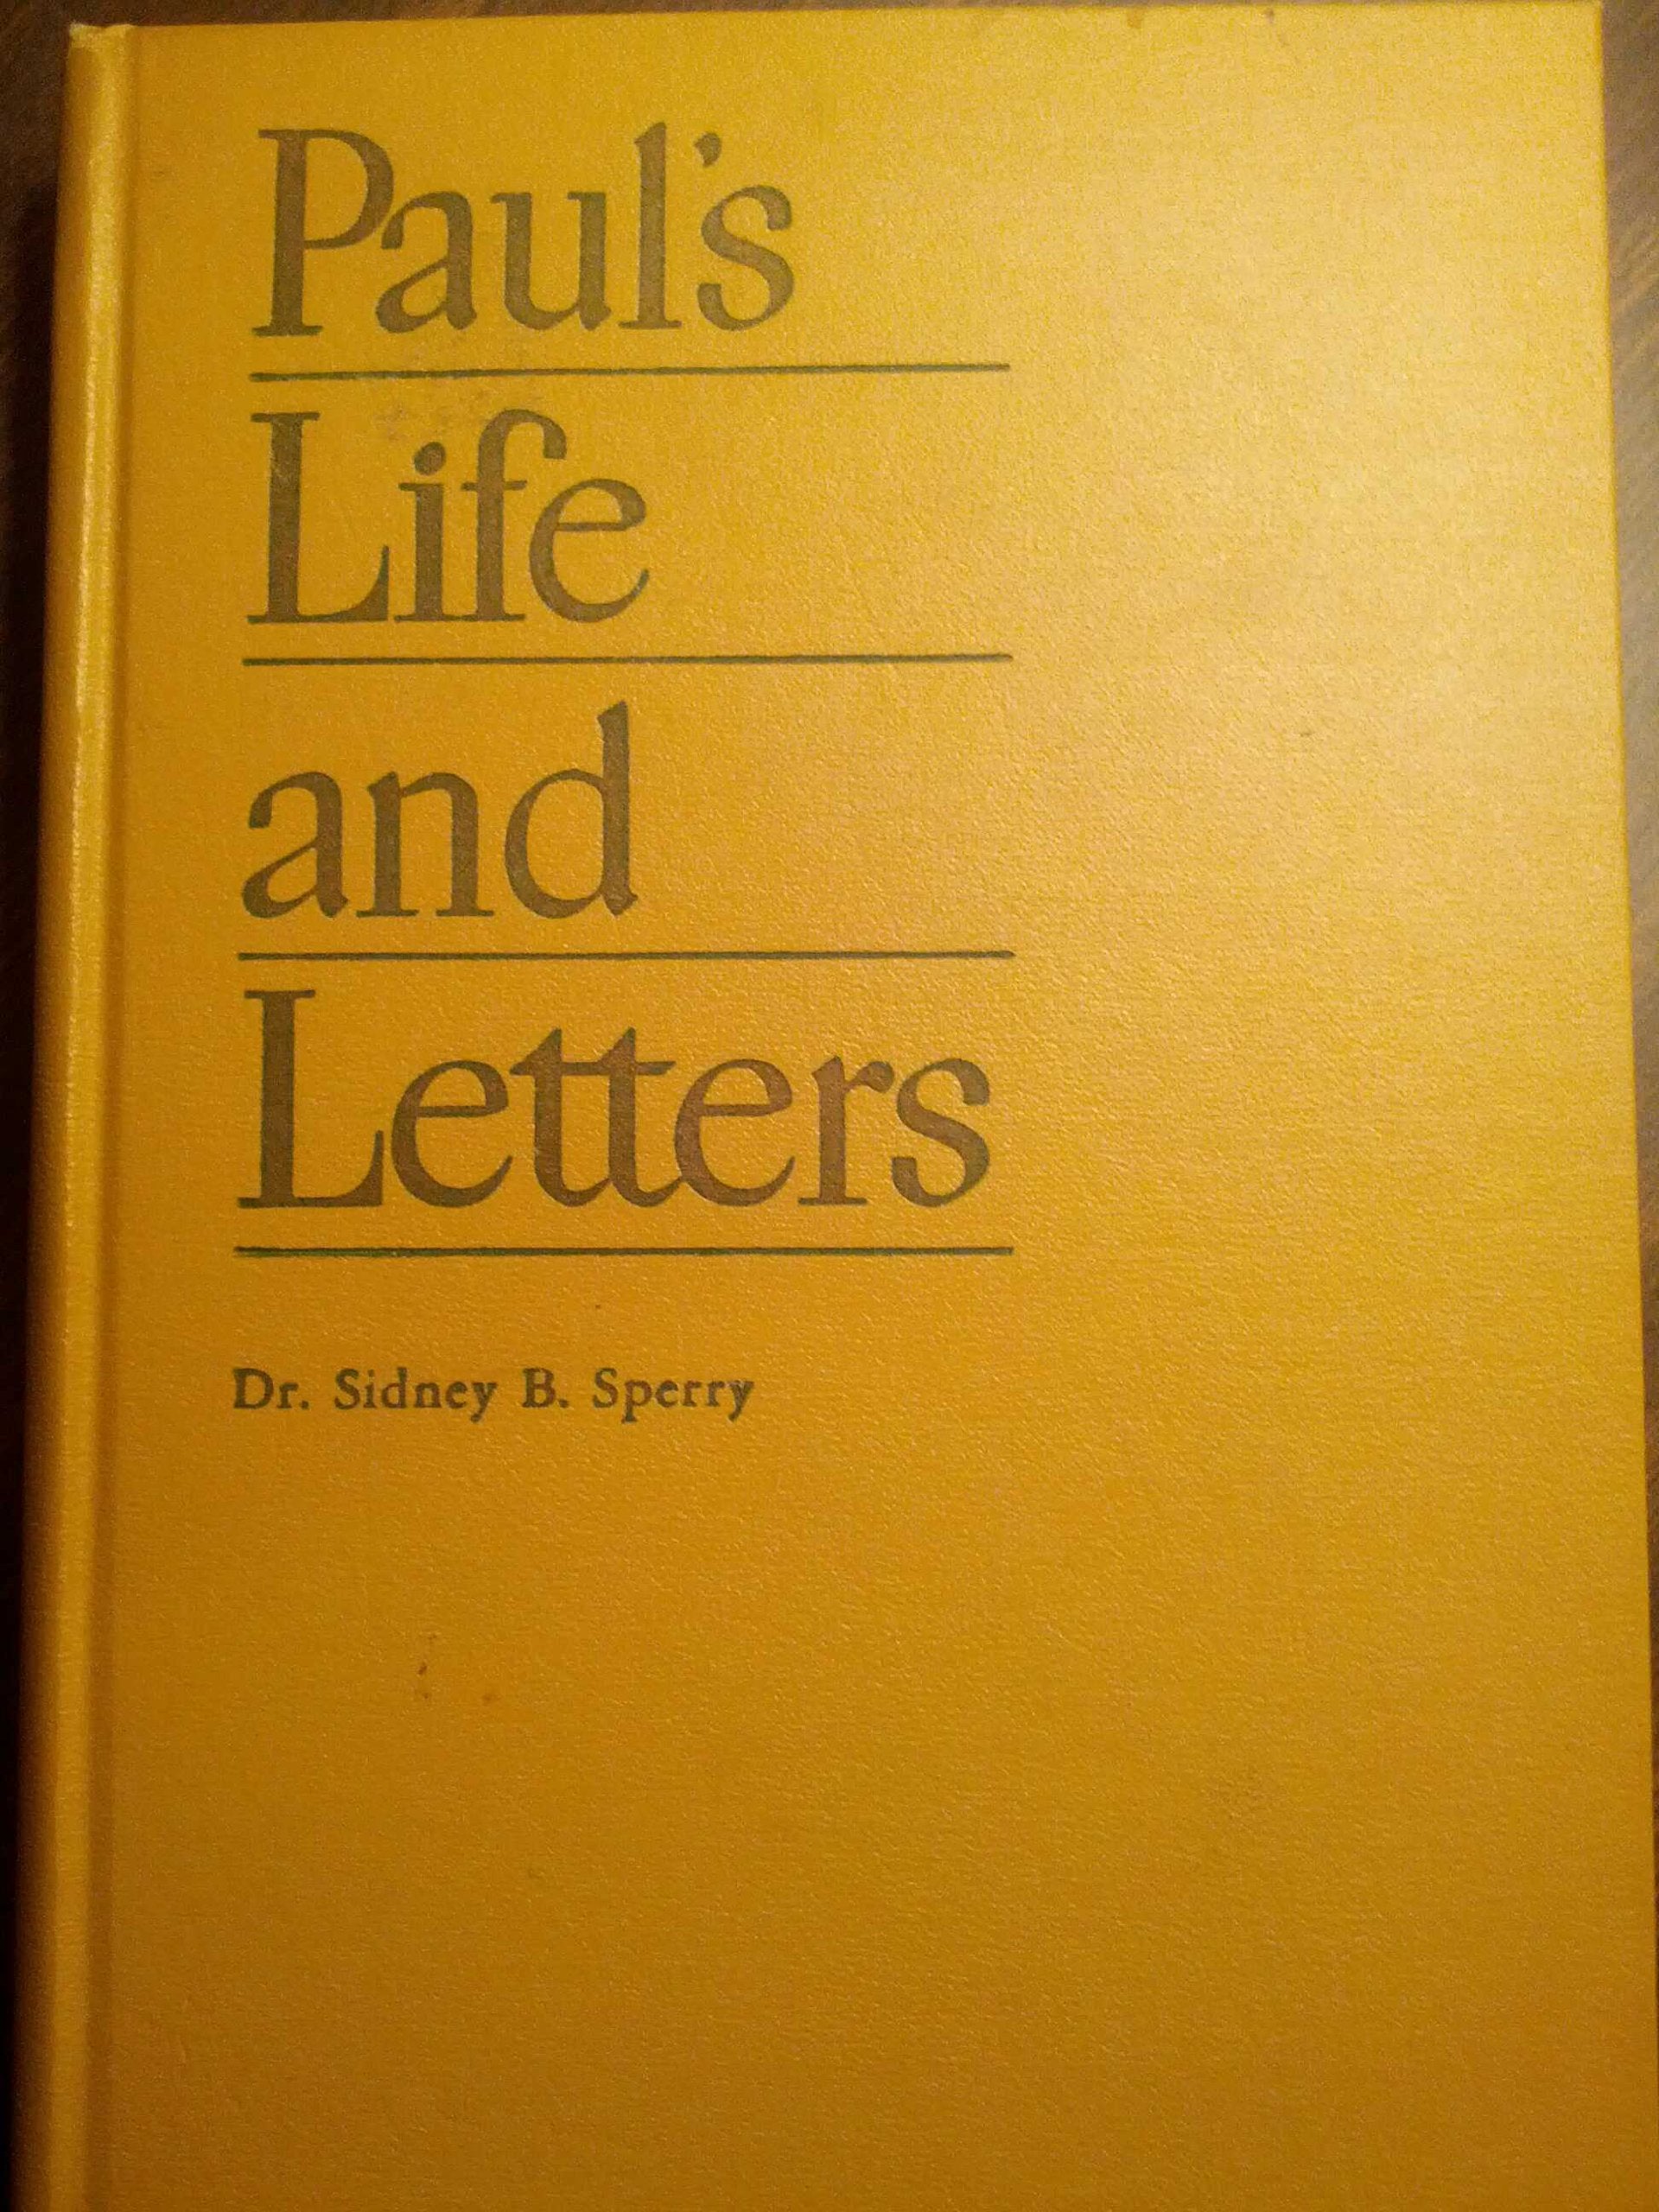 Paul's
Life
and
Letters
Dr. Sidney B. Sperry